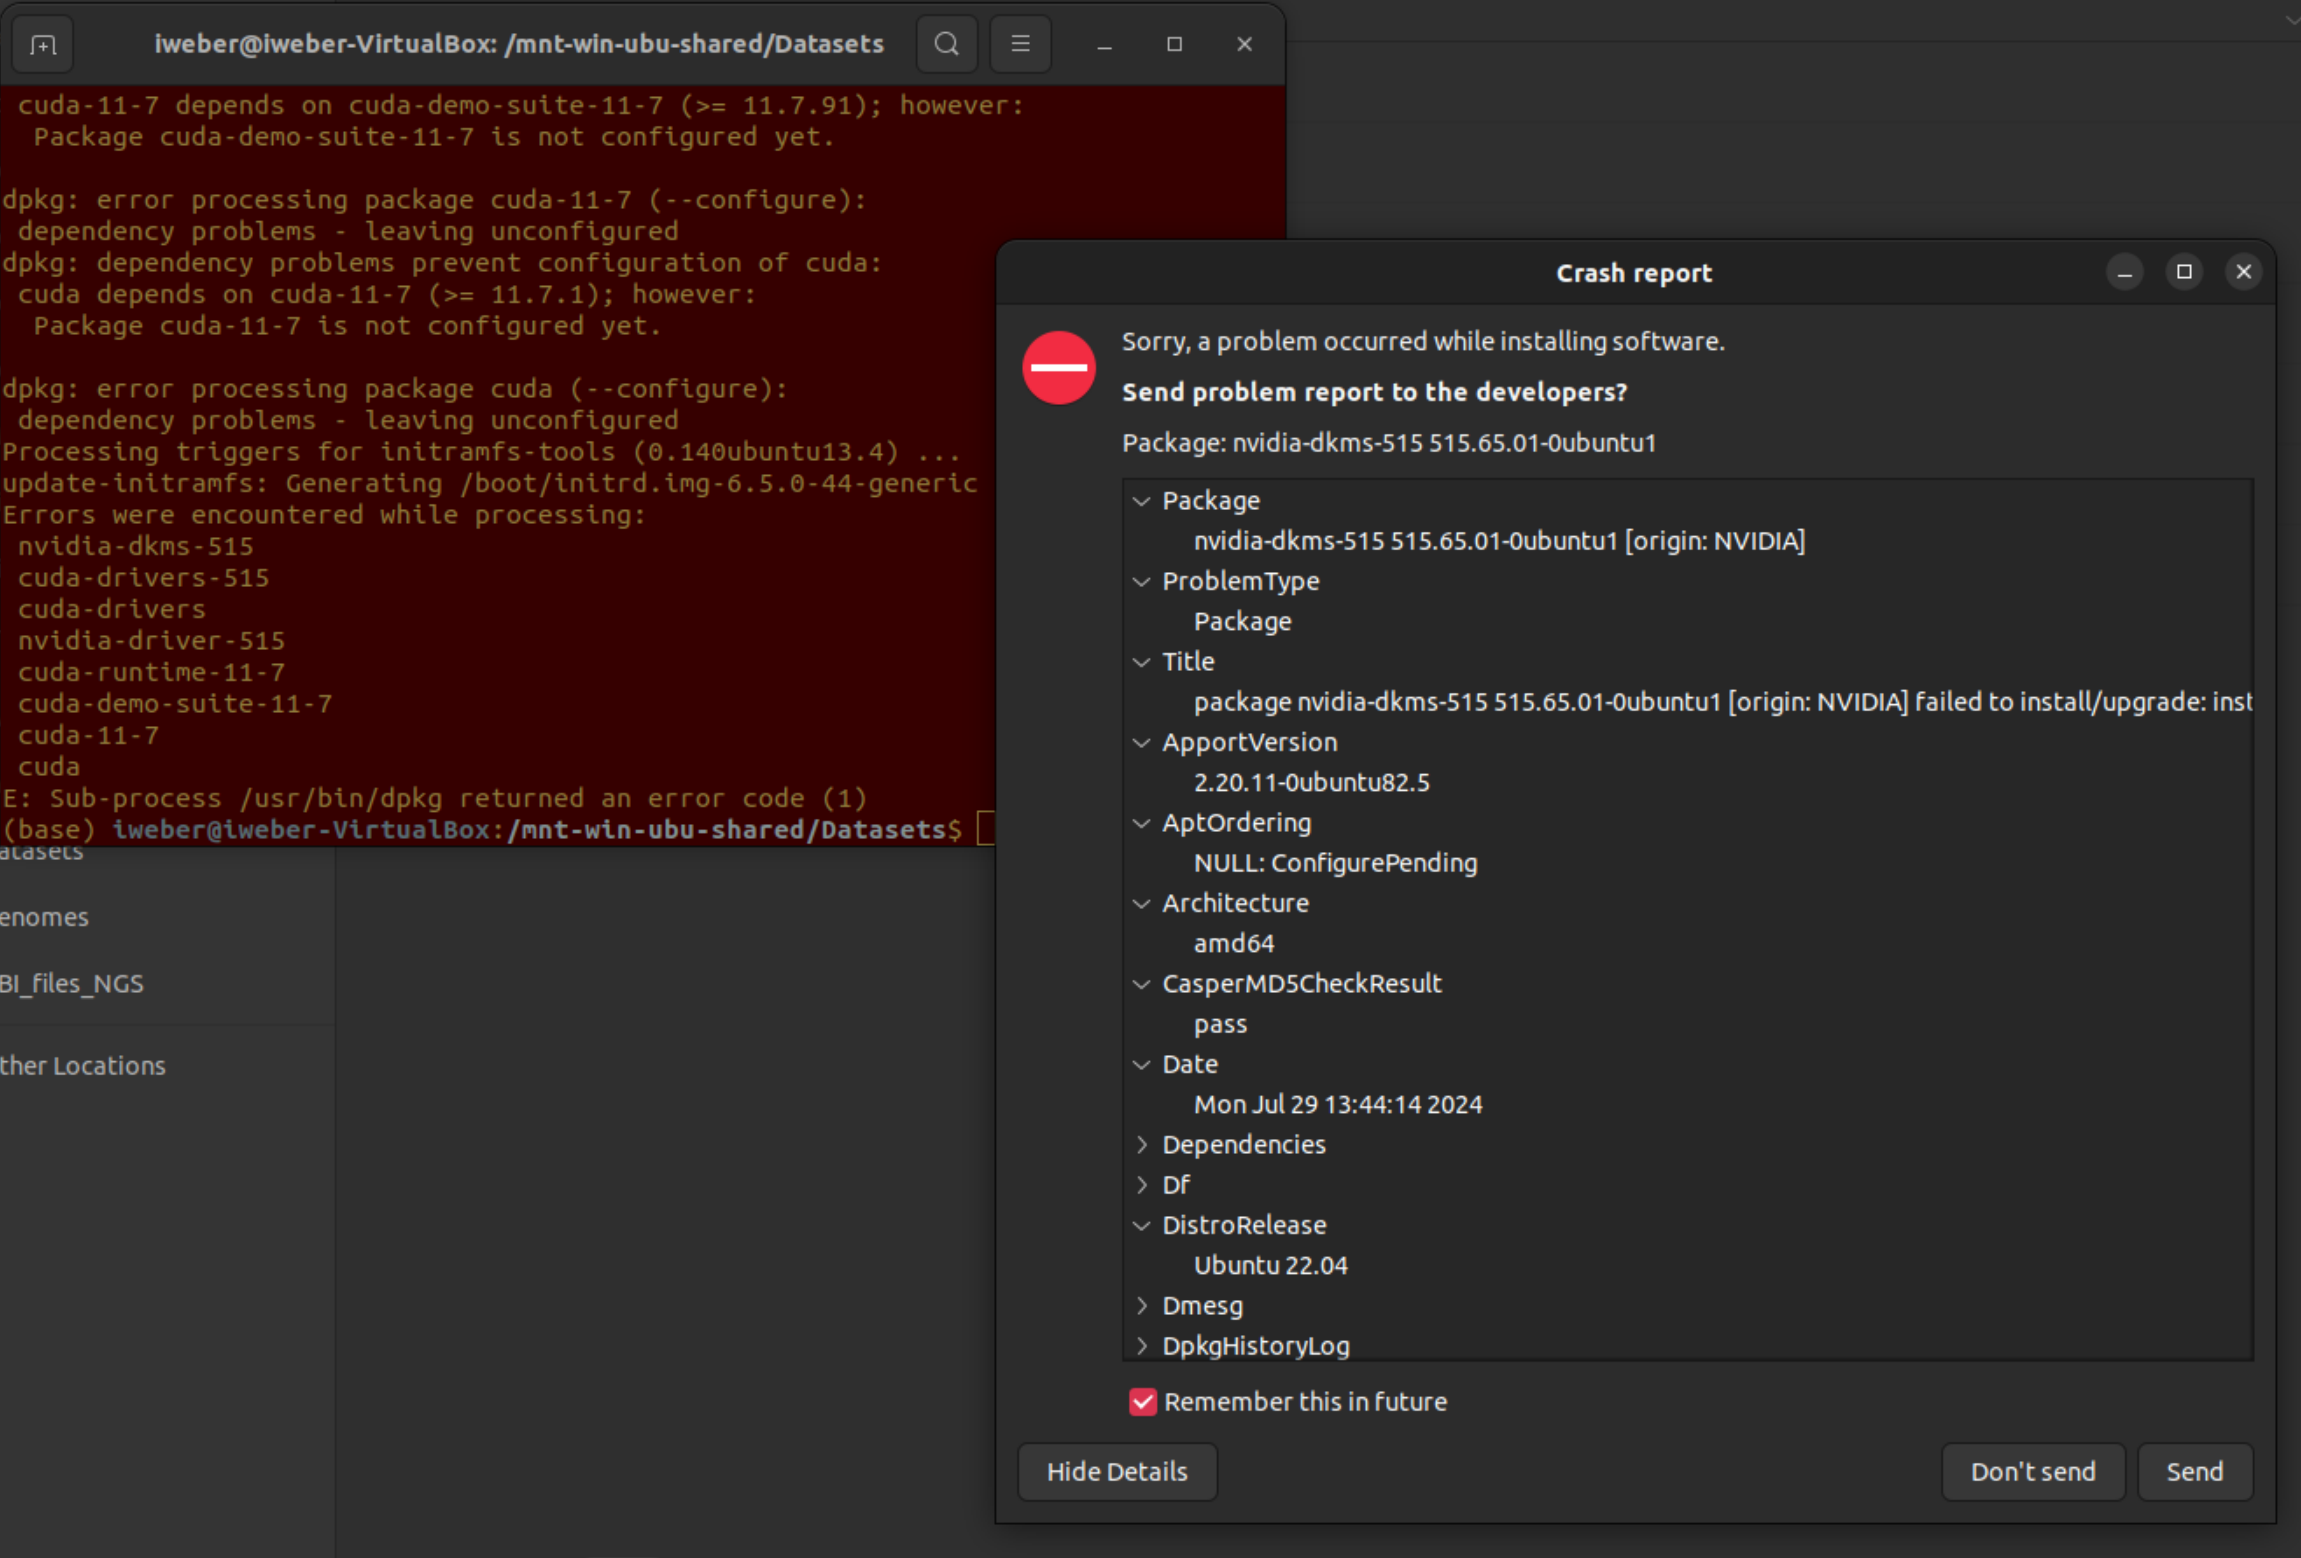 iweber@iweber-VirtualBox: /mnt-win-ubu-shared/Datasets
cuda-11-7 depends on cuda-demo-suite-11-7 (>= 11.7.91); however:
Package cuda-demo-suite-11-7 is not configured yet.
dpkg: error processing package cuda-11-7 (--configure):
dependency problems - leaving unconfigured
dpkg: dependency problems prevent configuration of cuda:
cuda depends on cuda-11-7 (>= 11.7.1); however:
Package cuda-11-7 is not configured yet.
dpkg: error processing package cuda (--configure):
dependency problems - leaving unconfigured
Processing triggers for initramfs-tools (0.140ubuntu13.4) ...
update-initramfs: Generating /boot/initrd.img-6.5.0-44-generic
Errors were encountered while processing:
nvidia-dkms-515
cuda-drivers-515
cuda-drivers
nvidia-driver-515
cuda-runtime-11-7
cuda-demo-suite-11-7
cuda-11-7
cuda
E: Sub-process /usr/bin/dpkg returned an error code (1)
(base) iweber@iweber-VirtualBox:/mnt-win-ubu-shared/Datasets$
atasets
enomes
BI_files_NGS
ther Locations
Crash report
Sorry, a problem occurred while installing software.
Send problem report to the developers?
Package: nvidia-dkms-515 515.65.01-0ubuntu1
Package
nvidia-dkms-515 515.65.01-0ubuntu1 [origin: NVIDIA]
ProblemType
Package
Title
package nvidia-dkms-515 515.65.01-0ubuntu1 [origin: NVIDIA] failed to install/upgrade: inst
ApportVersion
2.20.11-0ubuntu82.5
AptOrdering
NULL: ConfigurePending
Architecture
amd64
CasperMD5CheckResult
pass
Date
Mon Jul 29 13:44:14 2024
Dependencies
Df
DistroRelease
Ubuntu 22.04
Dmesg
DpkgHistoryLog
Remember this in future
Hide Details
Don't send
Send